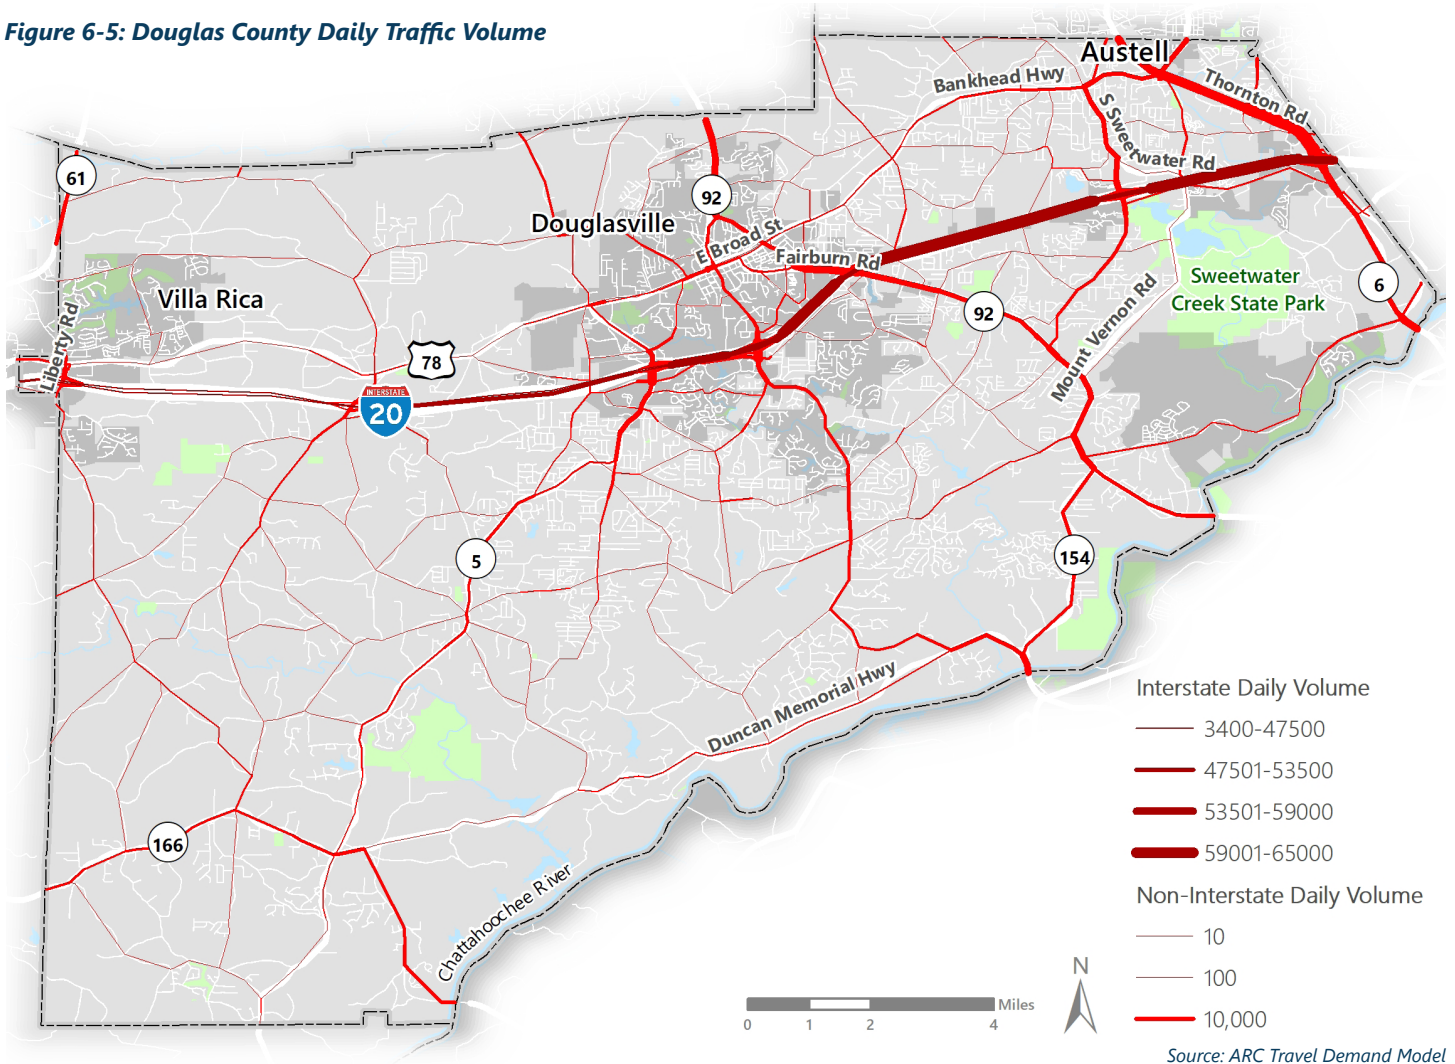 Figure 6-5: Douglas County Daily Traffic Volume
Austell
Bankhead Hwy
Thornton Rd
S Sweetwater Rd
61
92
Douglasville
E Broad St
Fairburn Rd
Villa Rica
Liberty Rd
78
INTERSTATE
20
92
Sweetwater
Creek State Park
6
Mount Vernon Rd
5
154
Duncan Memorial Hwy
166
Chattahoochee River
Interstate Daily Volume
3400-47500
47501-53500
53501-59000
59001-65000
Non-Interstate Daily Volume
10
100
10,000
N
Miles
0 1 2 4
Source: ARC Travel Demand Model